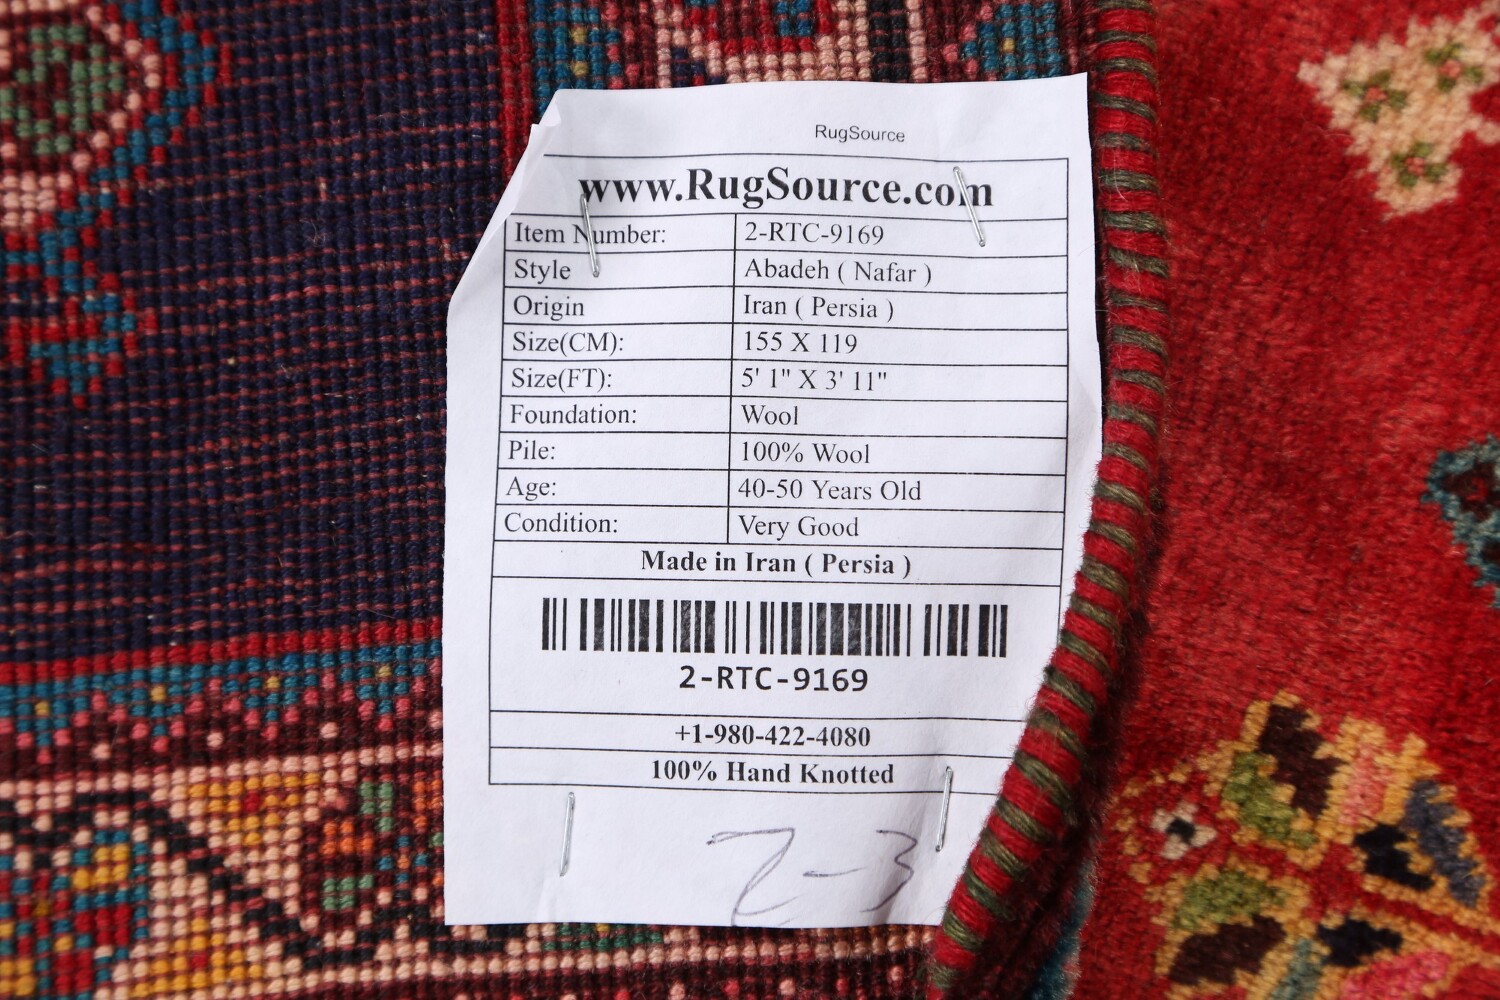 RugSource
www.RugSource.com
Item Number: 2-RTC-9169
Style Abadeh ( Nafar )
Origin Iran ( Persia )
Size(CM): 155 X 119
Size(FT): 5' 1" X 3' 11"
Foundation: Wool
Pile: 100% Wool
Age: 40-50 Years Old
Condition: Very Good
Made in Iran ( Persia )
2-RTC-9169
+1-980-422-4080
100% Hand Knotted
Z-3